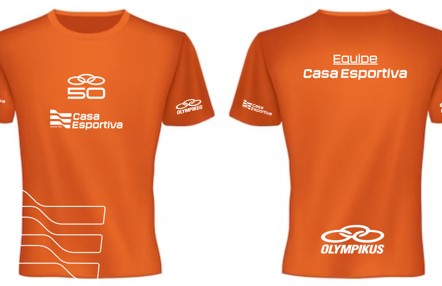 50
Casa
Esportiva
OLYMPIKUS
Equipe
Casa Esportiva
Casa
Esportiva
OLYMPIKUS